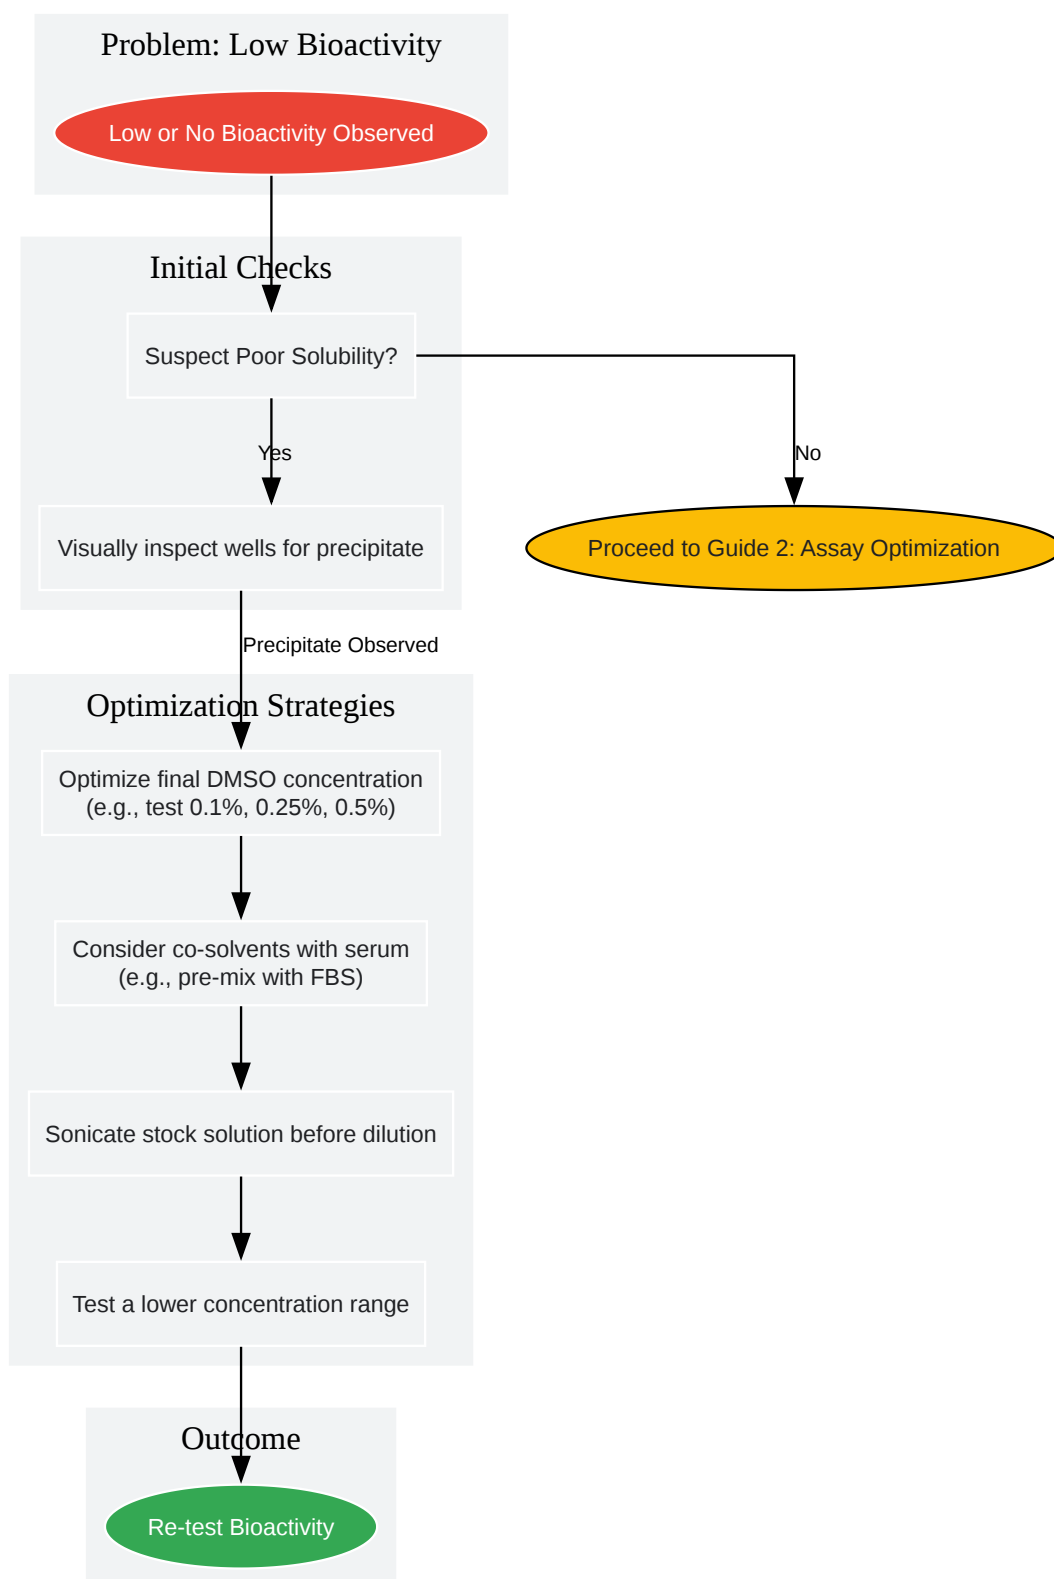 Problem: Low Bioactivity
Low or No Bioactivity Observed
Initial Checks
Suspect Poor Solubility?
Yes
No
Visually inspect wells for precipitate
Proceed to Guide 2: Assay Optimization
Precipitate Observed
Optimization Strategies
Optimize final DMSO concentration
(e.g., test 0.1%, 0.25%, 0.5%)
Consider co-solvents with serum
(e.g., pre-mix with FBS)
Sonicate stock solution before dilution
Test a lower concentration range
Outcome
Re-test Bioactivity